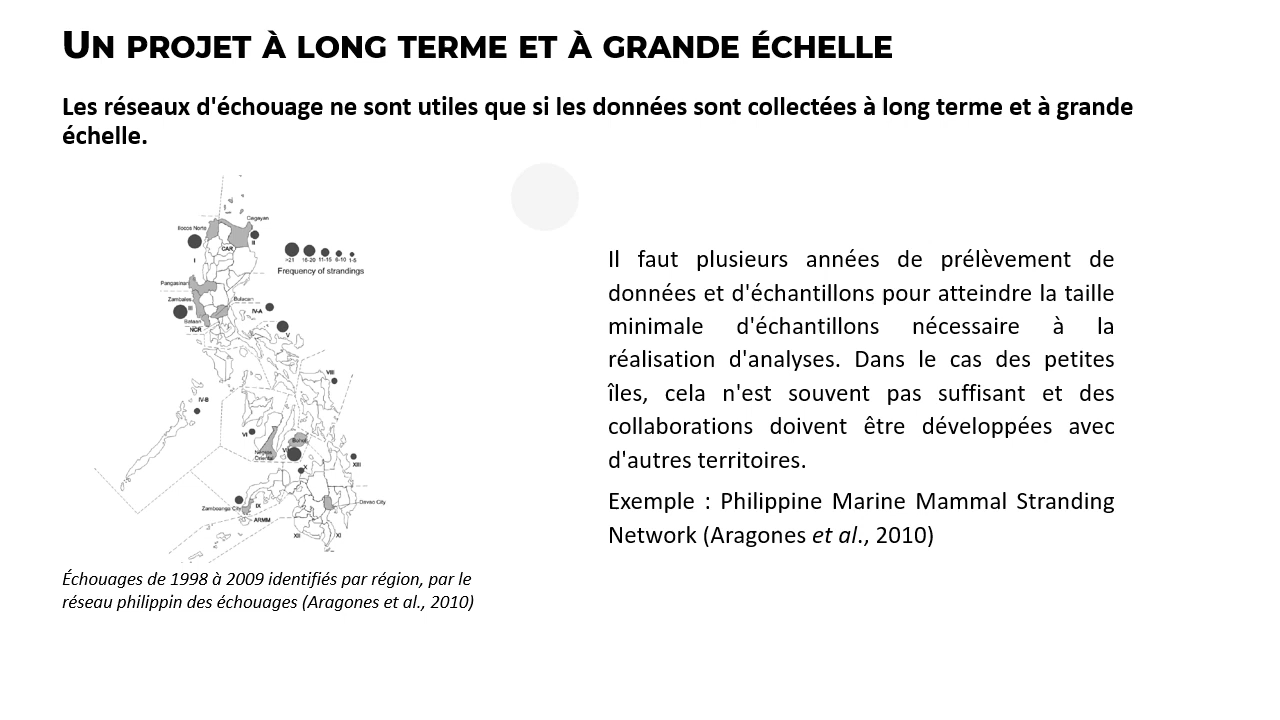 UN PROJET À LONG TERME ET À GRANDE ÉCHELLE
Les réseaux d'échouage ne sont utiles que si les données sont collectées à long terme et à grande
échelle.
Cagayan
Ilocos Norte
II
CAR
I
>21 16-20 11-15 6-10 1-5
Frequency of strandings
Pangasinan
Zambales
Bulacan
III
IV-A
Bataan
NCR
V
VIII
IV-B
VI
Bohol
Negros
Oriental
X
XIII
Zamboanga City
IX
Davao City
ARMM
XII
XI
Échouages de 1998 à 2009 identifiés par région, par le
réseau philippin des échouages (Aragones et al., 2010)
Il faut plusieurs années de prélèvement de
données et d'échantillons pour atteindre la taille
minimale d'échantillons nécessaire à la
réalisation d'analyses. Dans le cas des petites
îles, cela n'est souvent pas suffisant et des
collaborations doivent être développées avec
d'autres territoires.
Exemple : Philippine Marine Mammal Stranding
Network (Aragones et al., 2010)